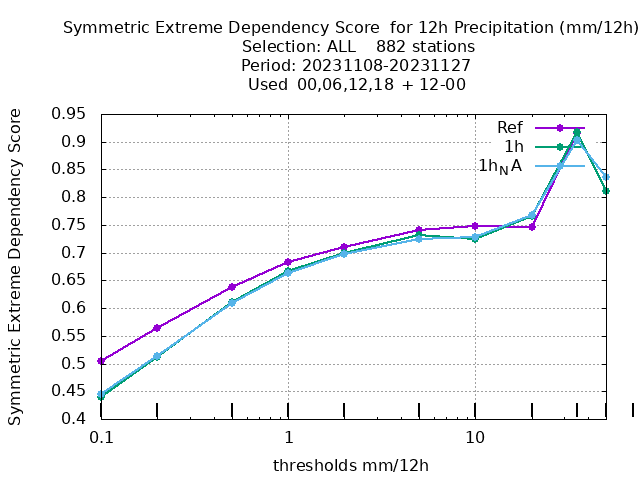 Symmetric Extreme Dependency Score  for 12h Precipitation (mm/12h)
Selection: ALL    882 stations
Period: 20231108-20231127
Used  00,06,12,18  + 12-00
Symmetric Extreme Dependency Score
0.95
0.9
0.85
0.8
0.75
0.7
0.65
0.6
0.55
0.5
0.45
0.4
Ref
1h
1hNA
0.1
1
10
thresholds mm/12h